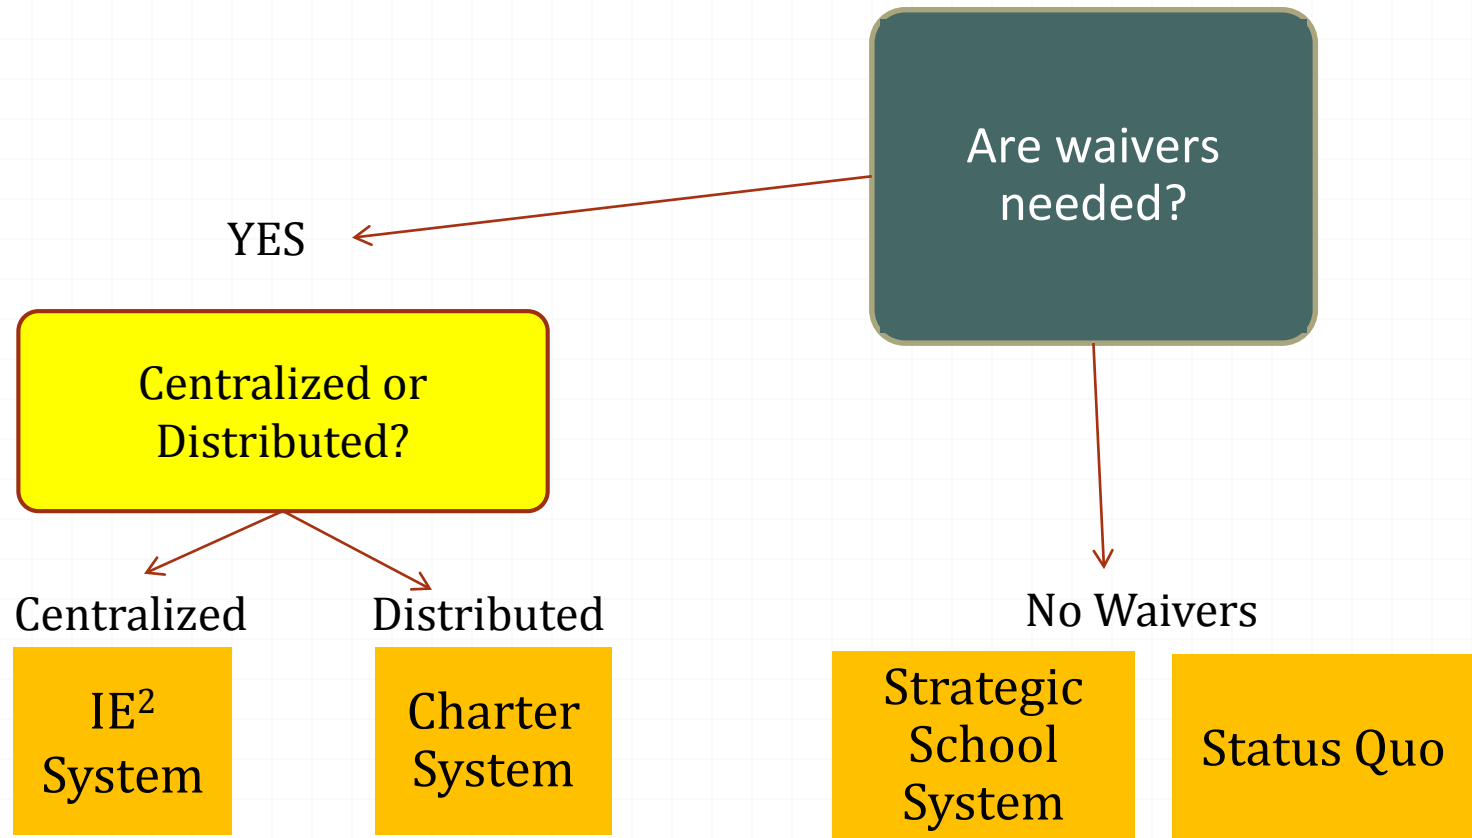 Are waivers
needed?
YES
Centralized or
Distributed?
Centralized
Distributed
No Waivers
IE²
System
Charter
System
Strategic
School
System
Status Quo